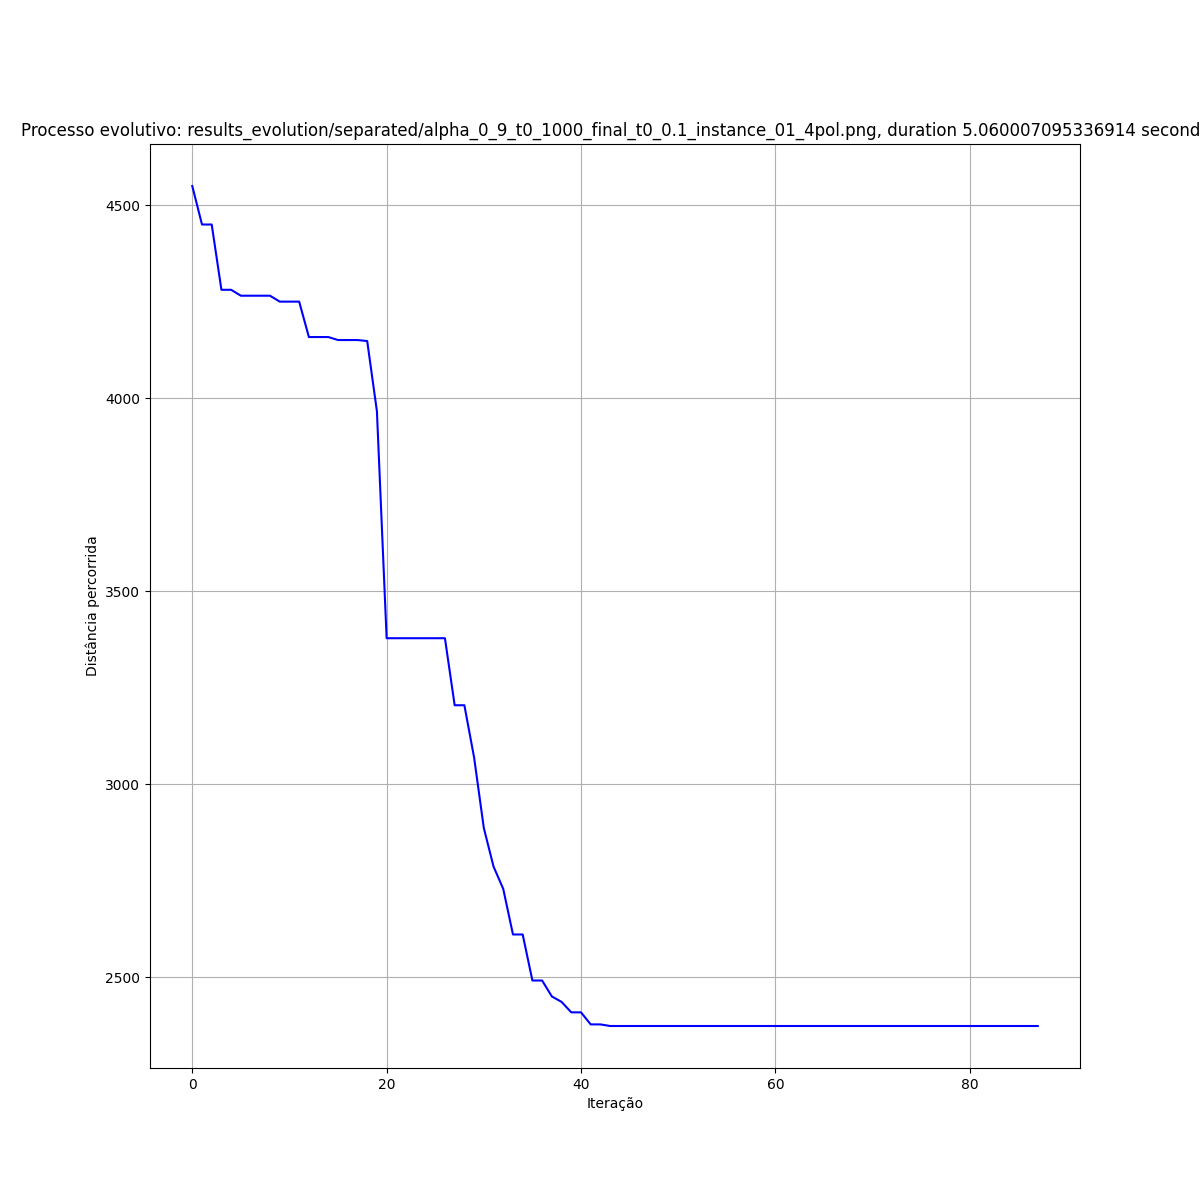 Processo evolutivo: results_evolution/separated/alpha_0_9_t0_1000_final_t0_0.1_instance_01_4pol.png, duration 5.060007095336914 second
4500
4000
3500
3000
2500
Distância percorrida
0 20 40 60 80
Iteração